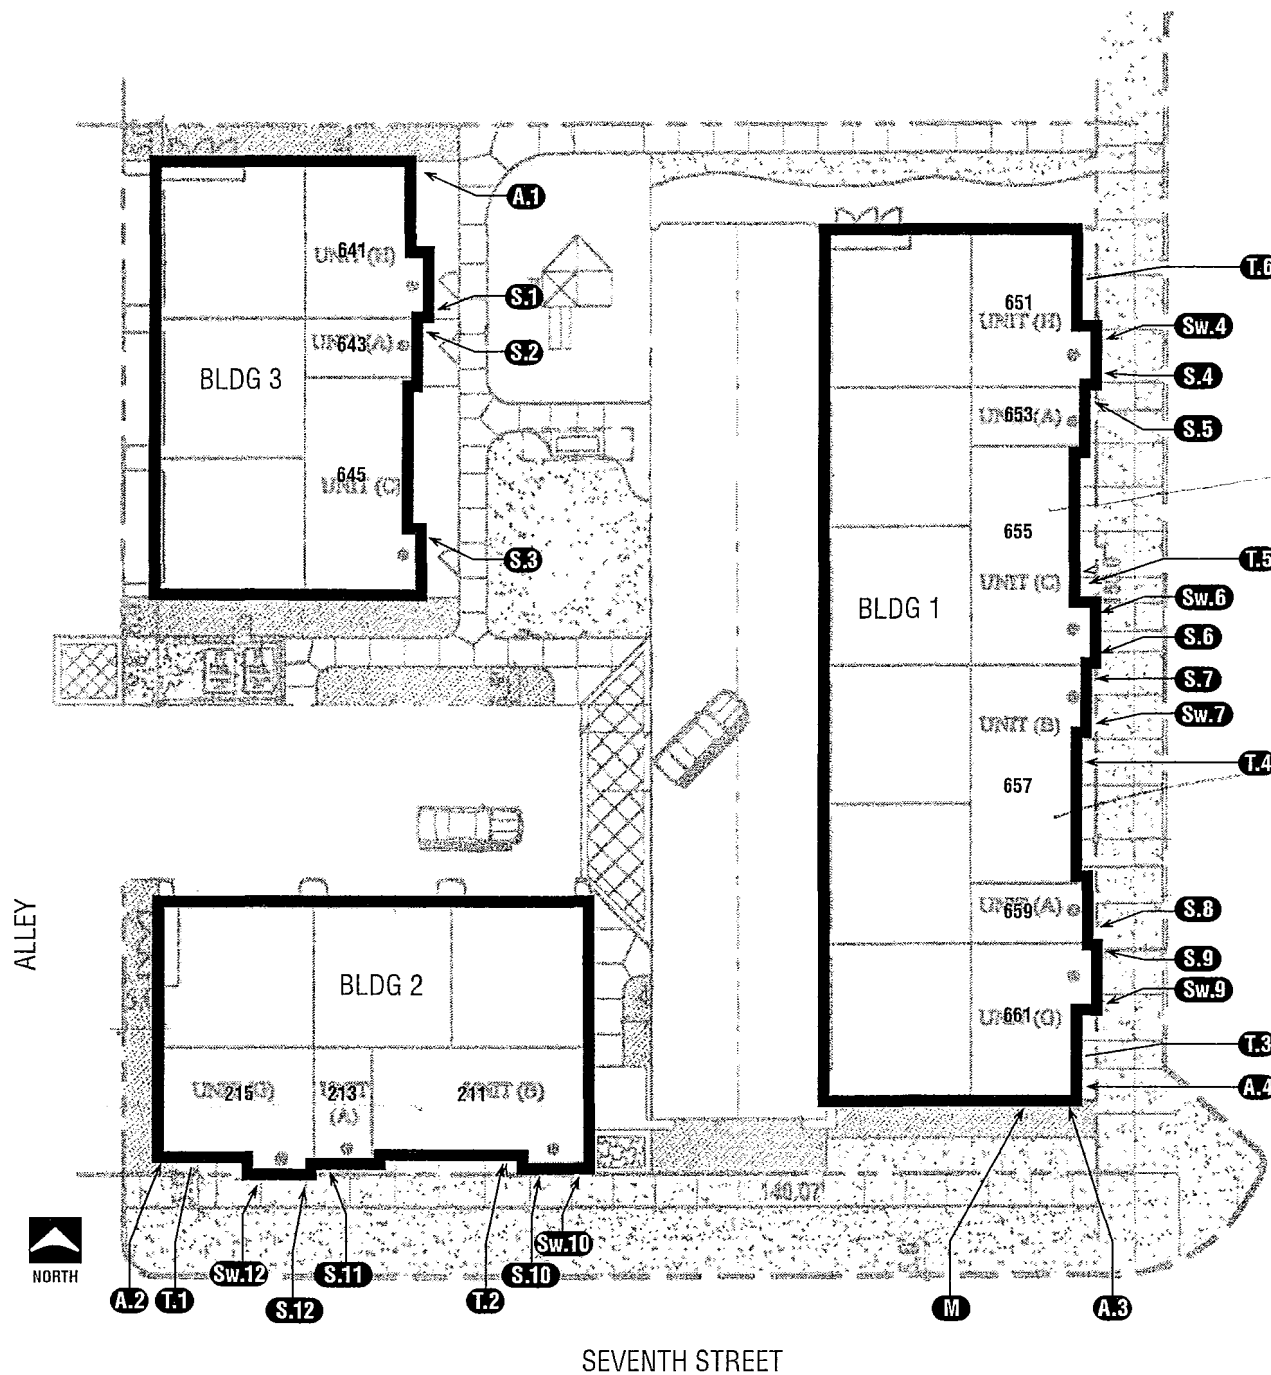 A.1
641
UNIT (H)
S.1
643
UNIT (A)
S.2
BLDG 3
645
UNIT (C)
S.3
T.6
651
UNIT (H)
Sw.4
S.4
653
UNIT (A)
S.5
655
T.5
UNIT (C)
BLDG 1
Sw.6
S.6
S.7
Sw.7
UNIT (B)
T.4
657
659
UNIT (A)
S.8
S.9
Sw.9
661
UNIT (G)
T.3
A.4
ALLEY
BLDG 2
215
UNIT (G)
213
UNIT
(A)
211
UNIT (B)
140.07
NORTH
A.2
T.1
Sw.12
S.12
S.11
T.2
S.10
Sw.10
M
A.3
SEVENTH STREET